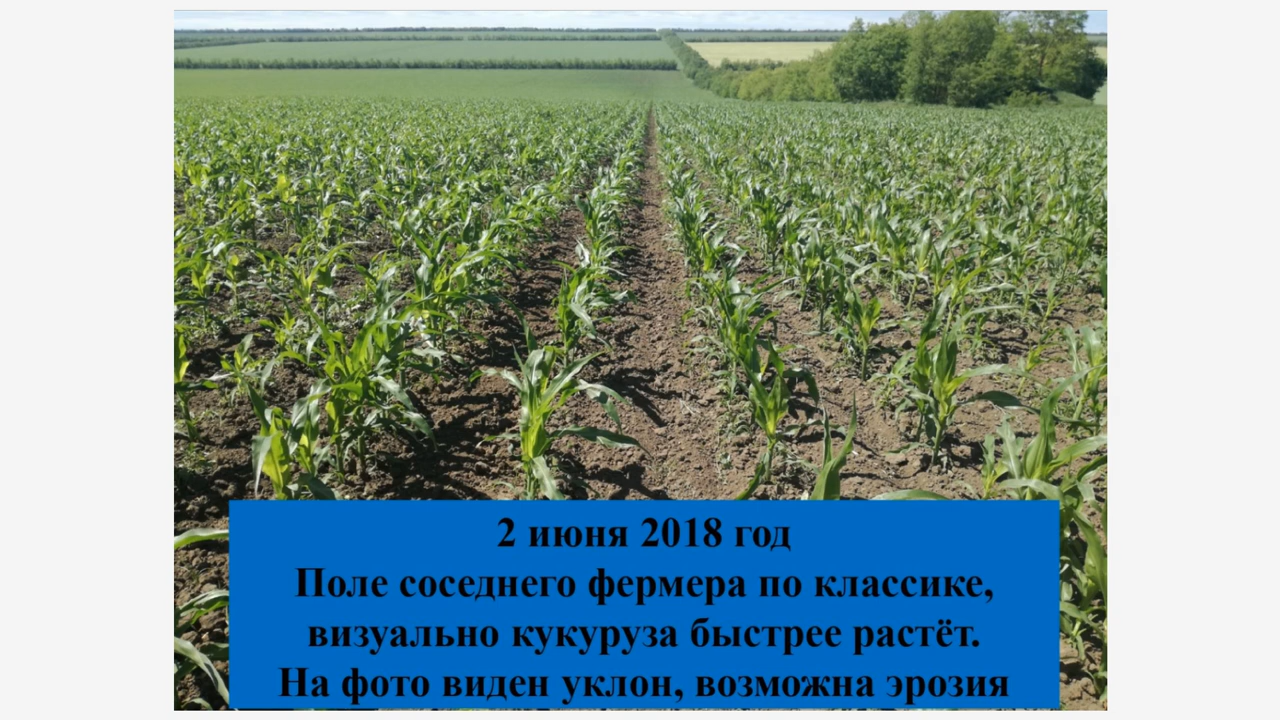 2 июня 2018 год
Поле соседнего фермера по классике,
визуально кукуруза быстрее растёт.
На фото виден уклон, возможна эрозия